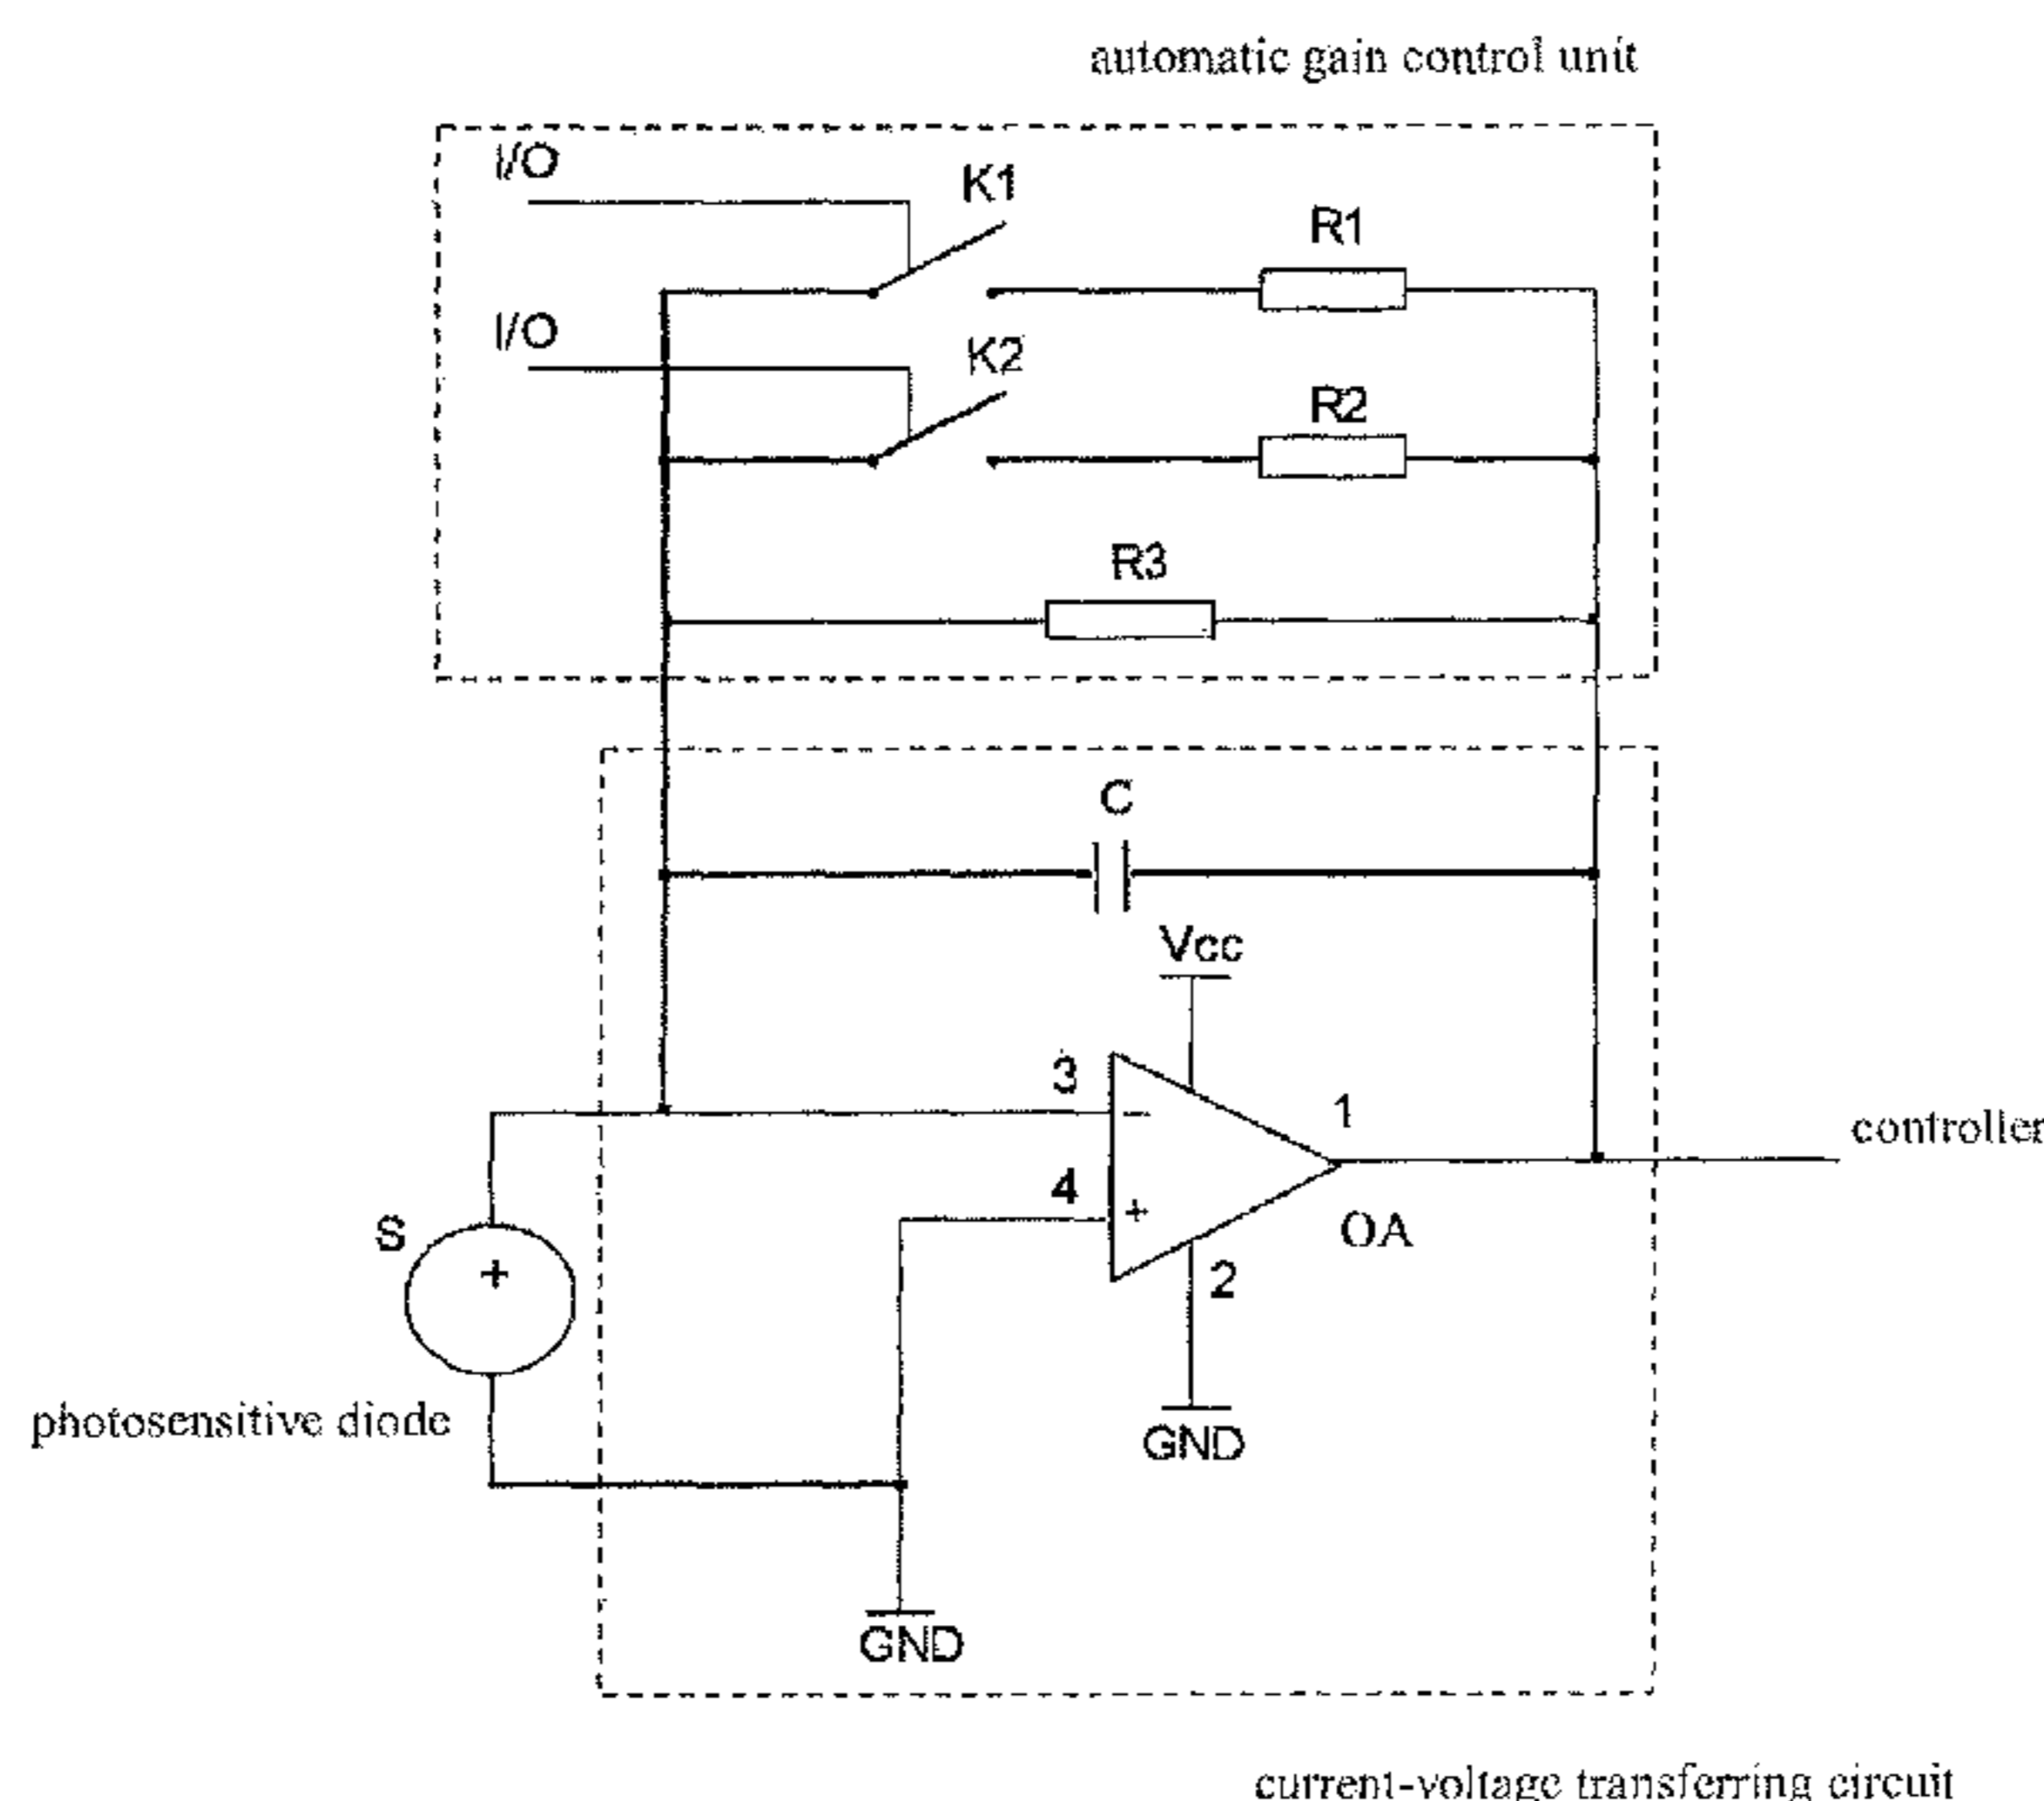 automatic gain control unit
I/O
K1
R1
I/O
K2
R2
R3
C
Vcc
3
−
1
controller
4
+
OA
S
+
2
photosensitive diode
GND
GND
current-voltage transferring circuit